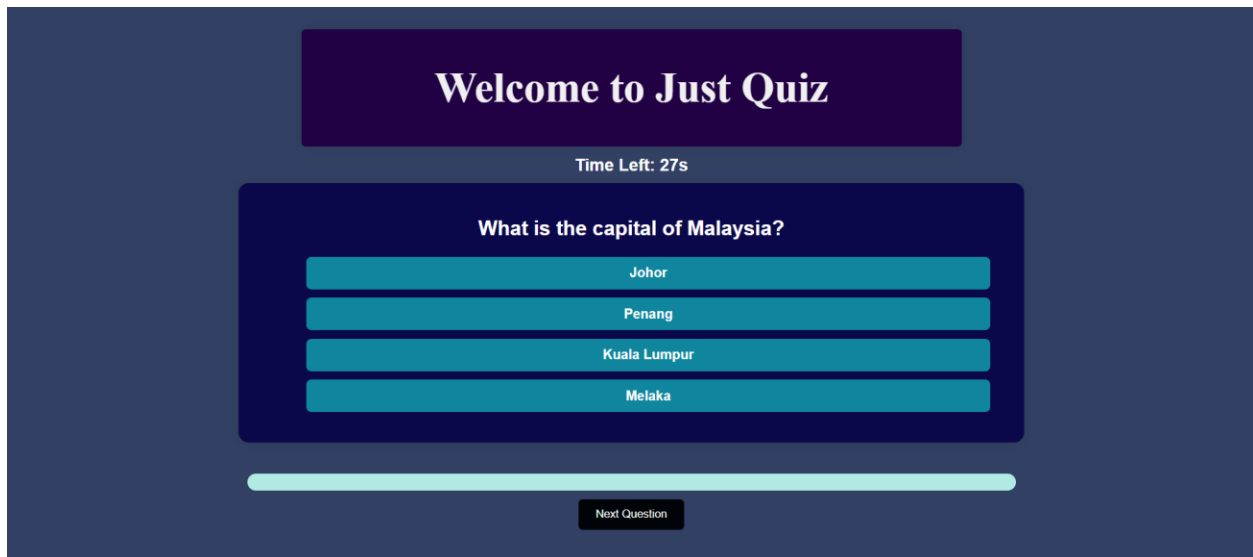 Welcome to Just Quiz
Time Left: 27s
What is the capital of Malaysia?
Johor
Penang
Kuala Lumpur
Melaka
Next Question